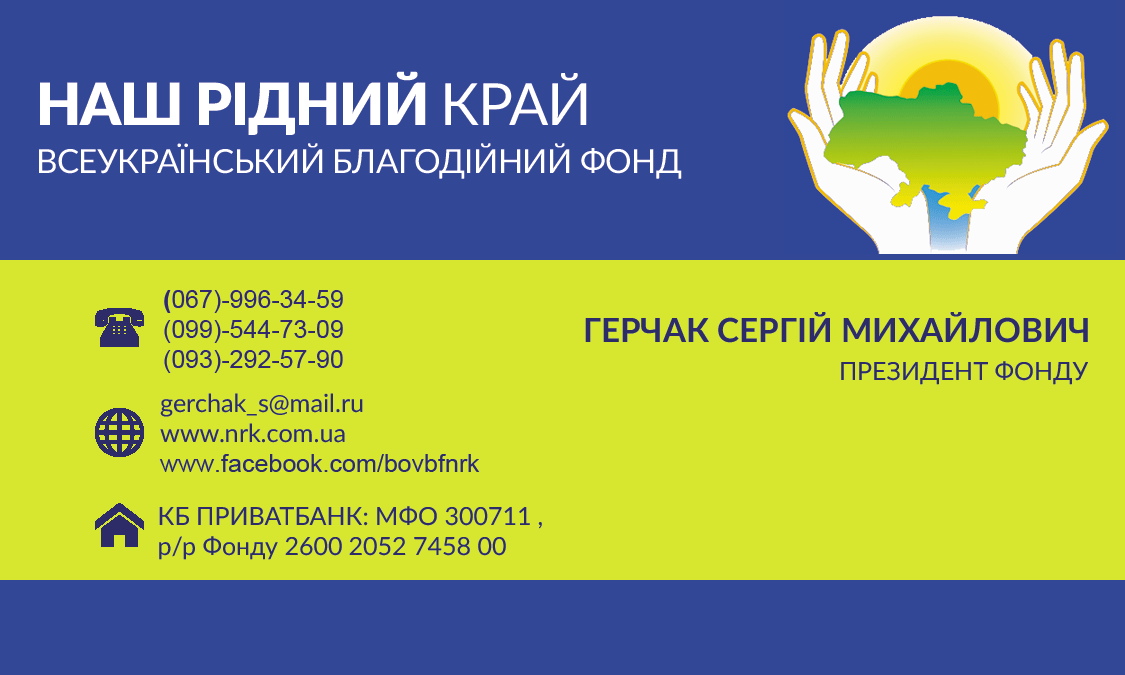 НАШ РІДНИЙ КРАЙ
ВСЕУКРАЇНСЬКИЙ БЛАГОДІЙНИЙ ФОНД
(067)-996-34-59
(099)-544-73-09
(093)-292-57-90
gerchak_s@mail.ru
www.nrk.com.ua
www.facebook.com/bovbfnrk
КБ ПРИВАТБАНК: МФО 300711 ,
р/р Фонду 2600 2052 7458 00
ГЕРЧАК СЕРГІЙ МИХАЙЛОВИЧ
ПРЕЗИДЕНТ ФОНДУ